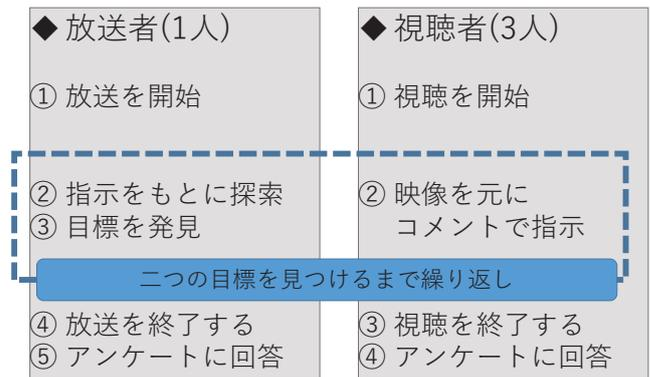 ◆ 放送者(1人)
① 放送を開始
② 指示をもとに探索
③ 目標を発見
④ 放送を終了する
⑤ アンケートに回答
◆ 視聴者(3人)
① 視聴を開始
② 映像を元に
コメントで指示
③ 視聴を終了する
④ アンケートに回答
二つの目標を見つけるまで繰り返し